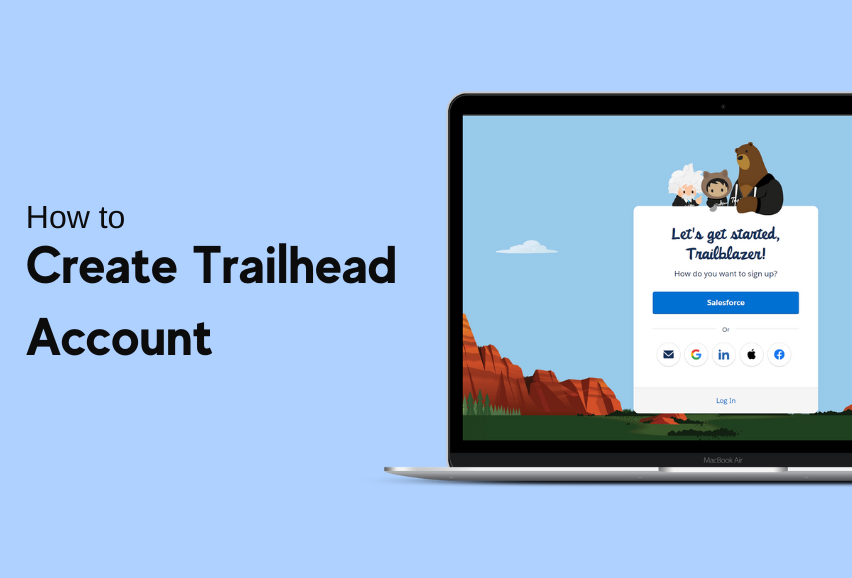 How to
Create Trailhead
Account
Let's get started,
Trailblazer!
How do you want to sign up?
Salesforce
Or
in
Log In
MacBook Air